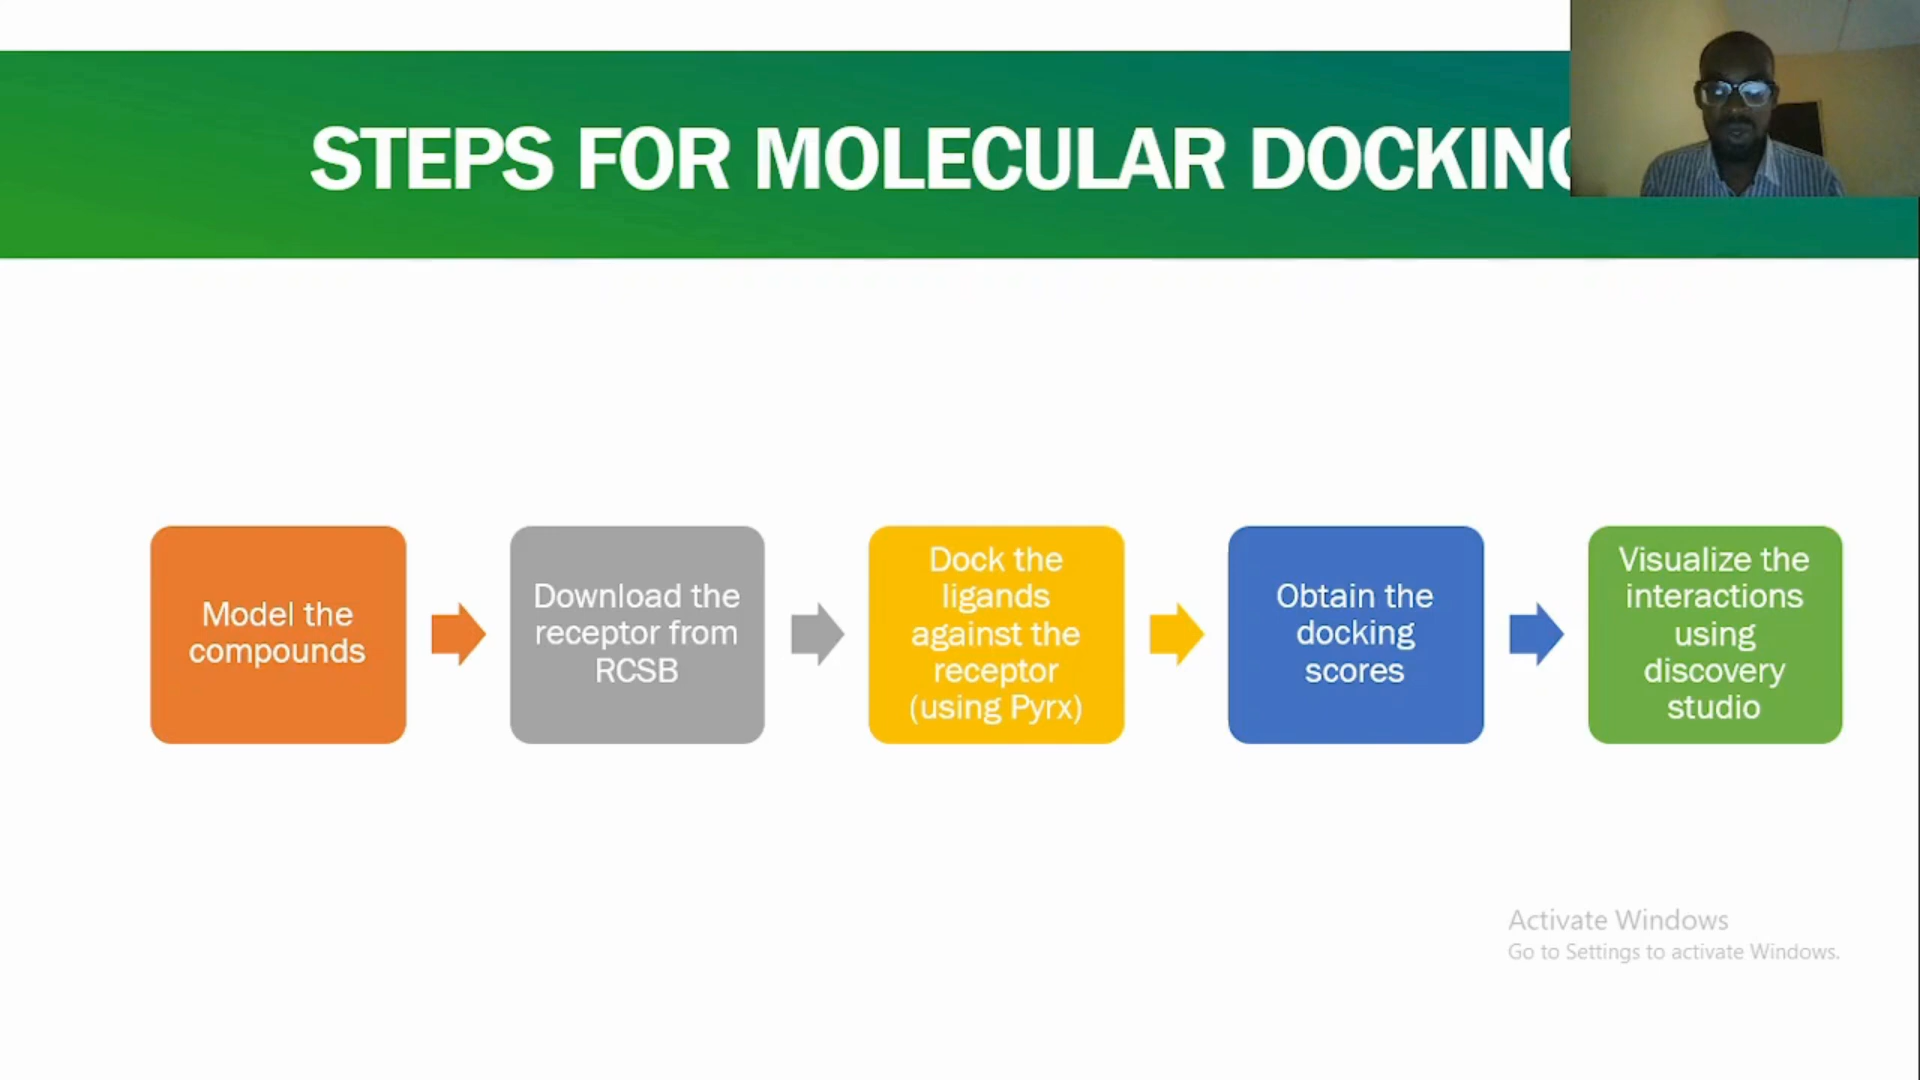 STEPS FOR MOLECULAR DOCKING
Model the
compounds
Download the
receptor from
RCSB
Dock the
ligands
against the
receptor
(using Pyrx)
Obtain the
docking
scores
Visualize the
interactions
using
discovery
studio
Activate Windows
Go to Settings to activate Windows.